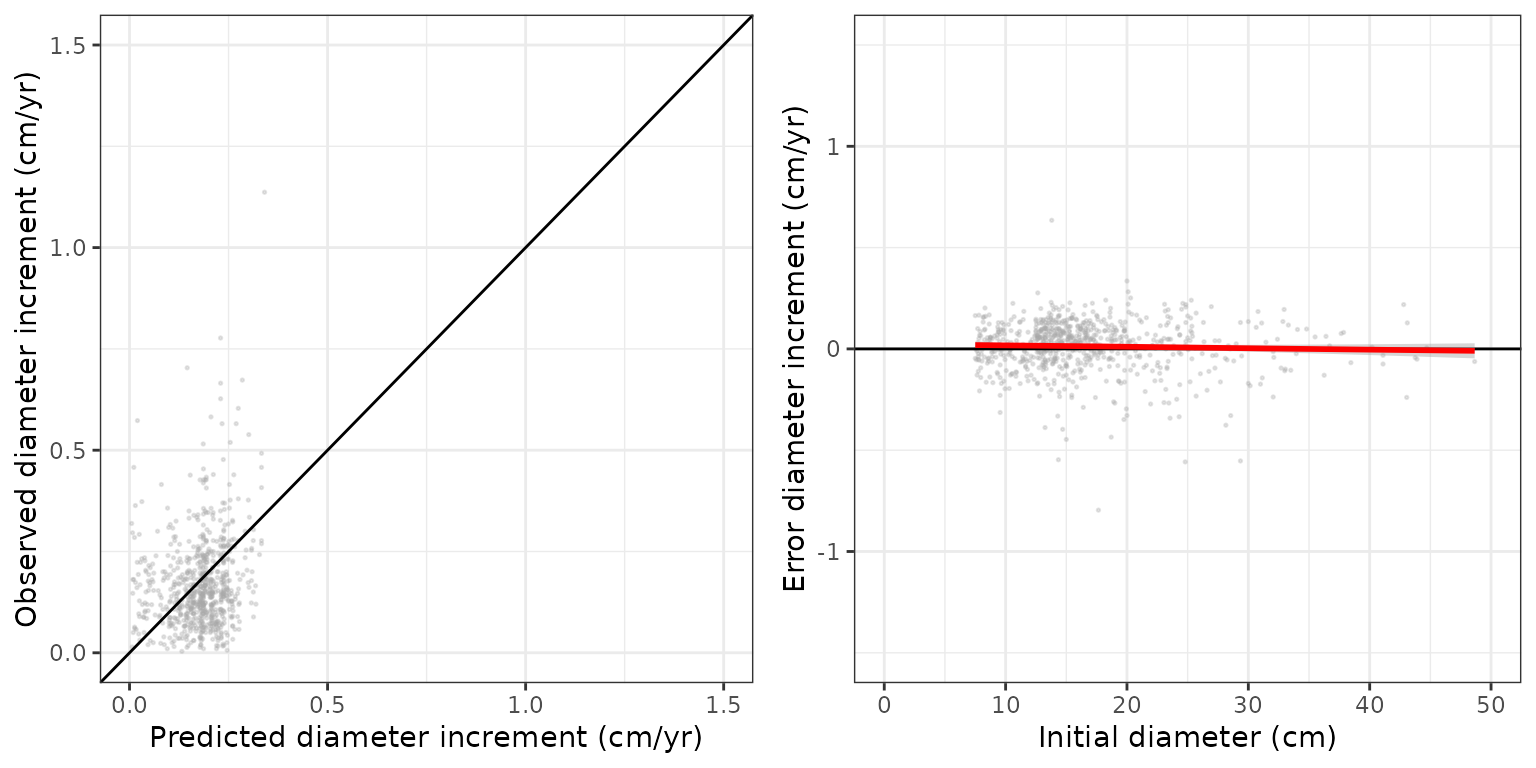 Observed diameter increment (cm/yr)
1.5
1.0
0.5
0.0
0.0 0.5 1.0 1.5
Predicted diameter increment (cm/yr)
Error diameter increment (cm/yr)
1
0
-1
0 10 20 30 40 50
Initial diameter (cm)